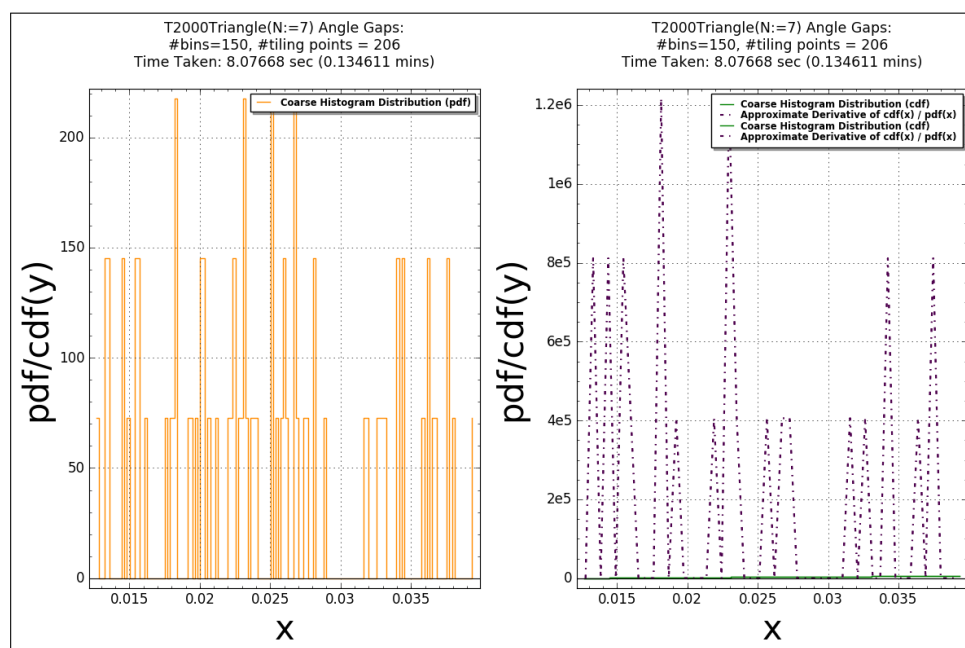 T2000Triangle(N:=7) Angle Gaps:
#bins=150, #tiling points = 206
Time Taken: 8.07668 sec (0.134611 mins)
Coarse Histogram Distribution (pdf)
pdf/cdf(y)
200
150
100
50
0
0.015 0.02 0.025 0.03 0.035
x
T2000Triangle(N:=7) Angle Gaps:
#bins=150, #tiling points = 206
Time Taken: 8.07668 sec (0.134611 mins)
Coarse Histogram Distribution (cdf)
Approximate Derivative of cdf(x) / pdf(x)
Coarse Histogram Distribution (cdf)
Approximate Derivative of cdf(x) / pdf(x)
pdf/cdf(y)
1.2e6
1e6
8e5
6e5
4e5
2e5
0
0.015 0.02 0.025 0.03 0.035
x